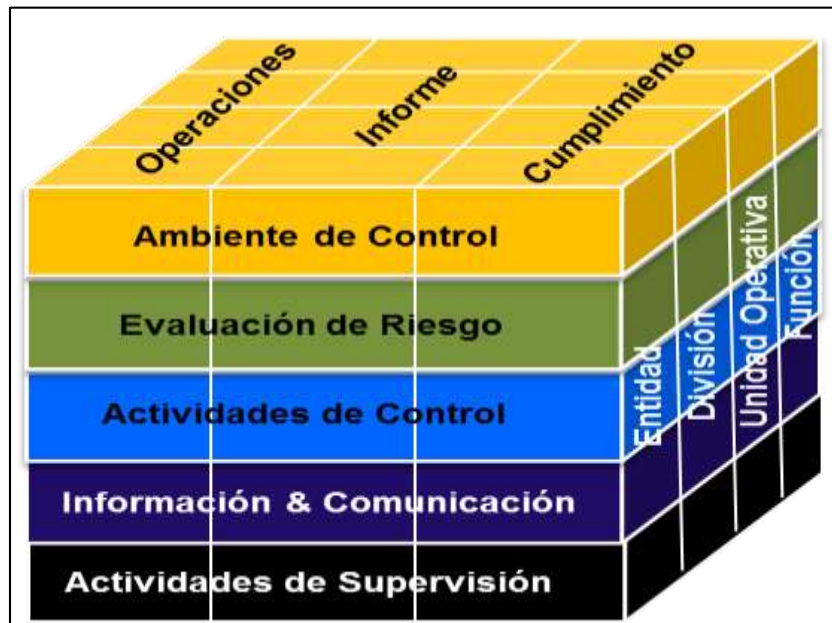 Operaciones
Informe
Cumplimiento
Ambiente de Control
Evaluación de Riesgo
Actividades de Control
Información & Comunicación
Actividades de Supervisión
Entidad
División
Unidad Operativa
Función